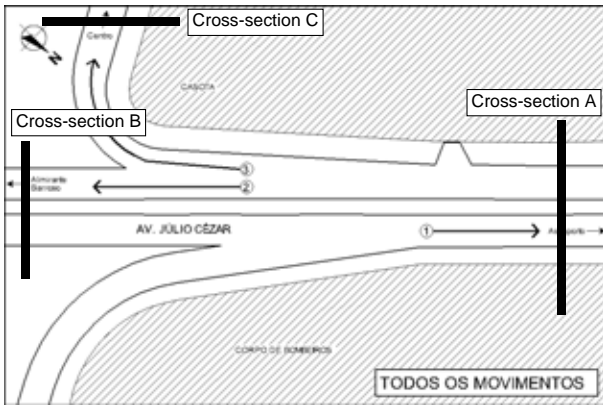 Cross-section C
Centro
N
CASOTA
Cross-section A
Cross-section B
Almirante
Barroso
3
2
AV. JÚLIO CÉZAR
1
Aeroporto
CORPO DE BOMBEIROS
TODOS OS MOVIMENTOS